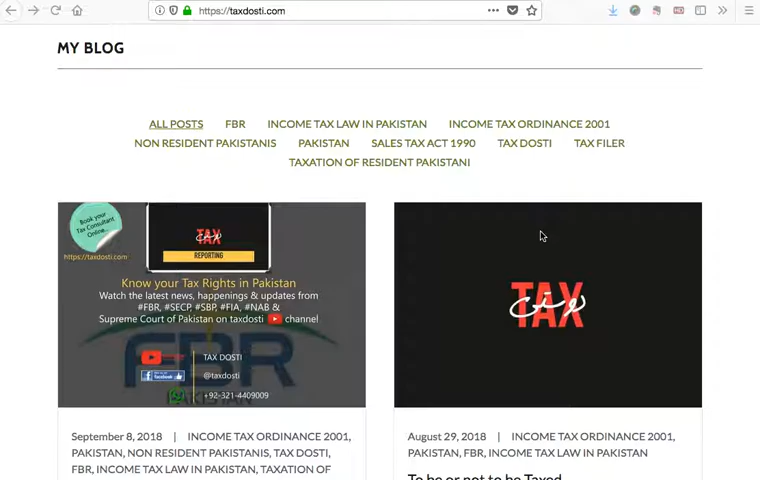 https://taxdosti.com
MY BLOG
ALL POSTS FBR INCOME TAX LAW IN PAKISTAN INCOME TAX ORDINANCE 2001
NON RESIDENT PAKISTANIS PAKISTAN SALES TAX ACT 1990 TAX DOSTI TAX FILER
TAXATION OF RESIDENT PAKISTANI
Book your
Tax Consultant
Online...
https://taxdosti.com
TAX
دوستی
REPORTING
Know your Tax Rights in Pakistan
Watch the latest news, happenings & updates from
#FBR, #SECP, #SBP, #FIA, #NAB &
Supreme Court of Pakistan on taxdosti channel
FBR
PAKISTAN
TAX DOSTI
@taxdosti
+92-321-4409009
TAX
دوستی
September 8, 2018 | INCOME TAX ORDINANCE 2001,
PAKISTAN, NON RESIDENT PAKISTANIS, TAX DOSTI,
FBR, INCOME TAX LAW IN PAKISTAN, TAXATION OF
August 29, 2018 | INCOME TAX ORDINANCE 2001,
PAKISTAN, FBR, INCOME TAX LAW IN PAKISTAN
To be or not to be Taxed